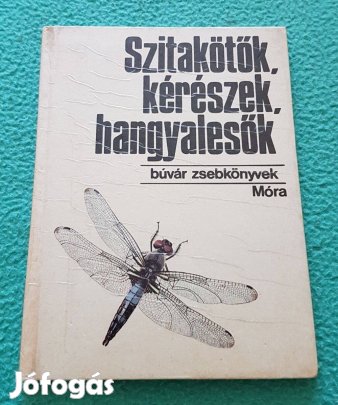 Szitakötők,
kérészek,
hangyalesők
búvár zsebkönyvek
Móra
Jófogás